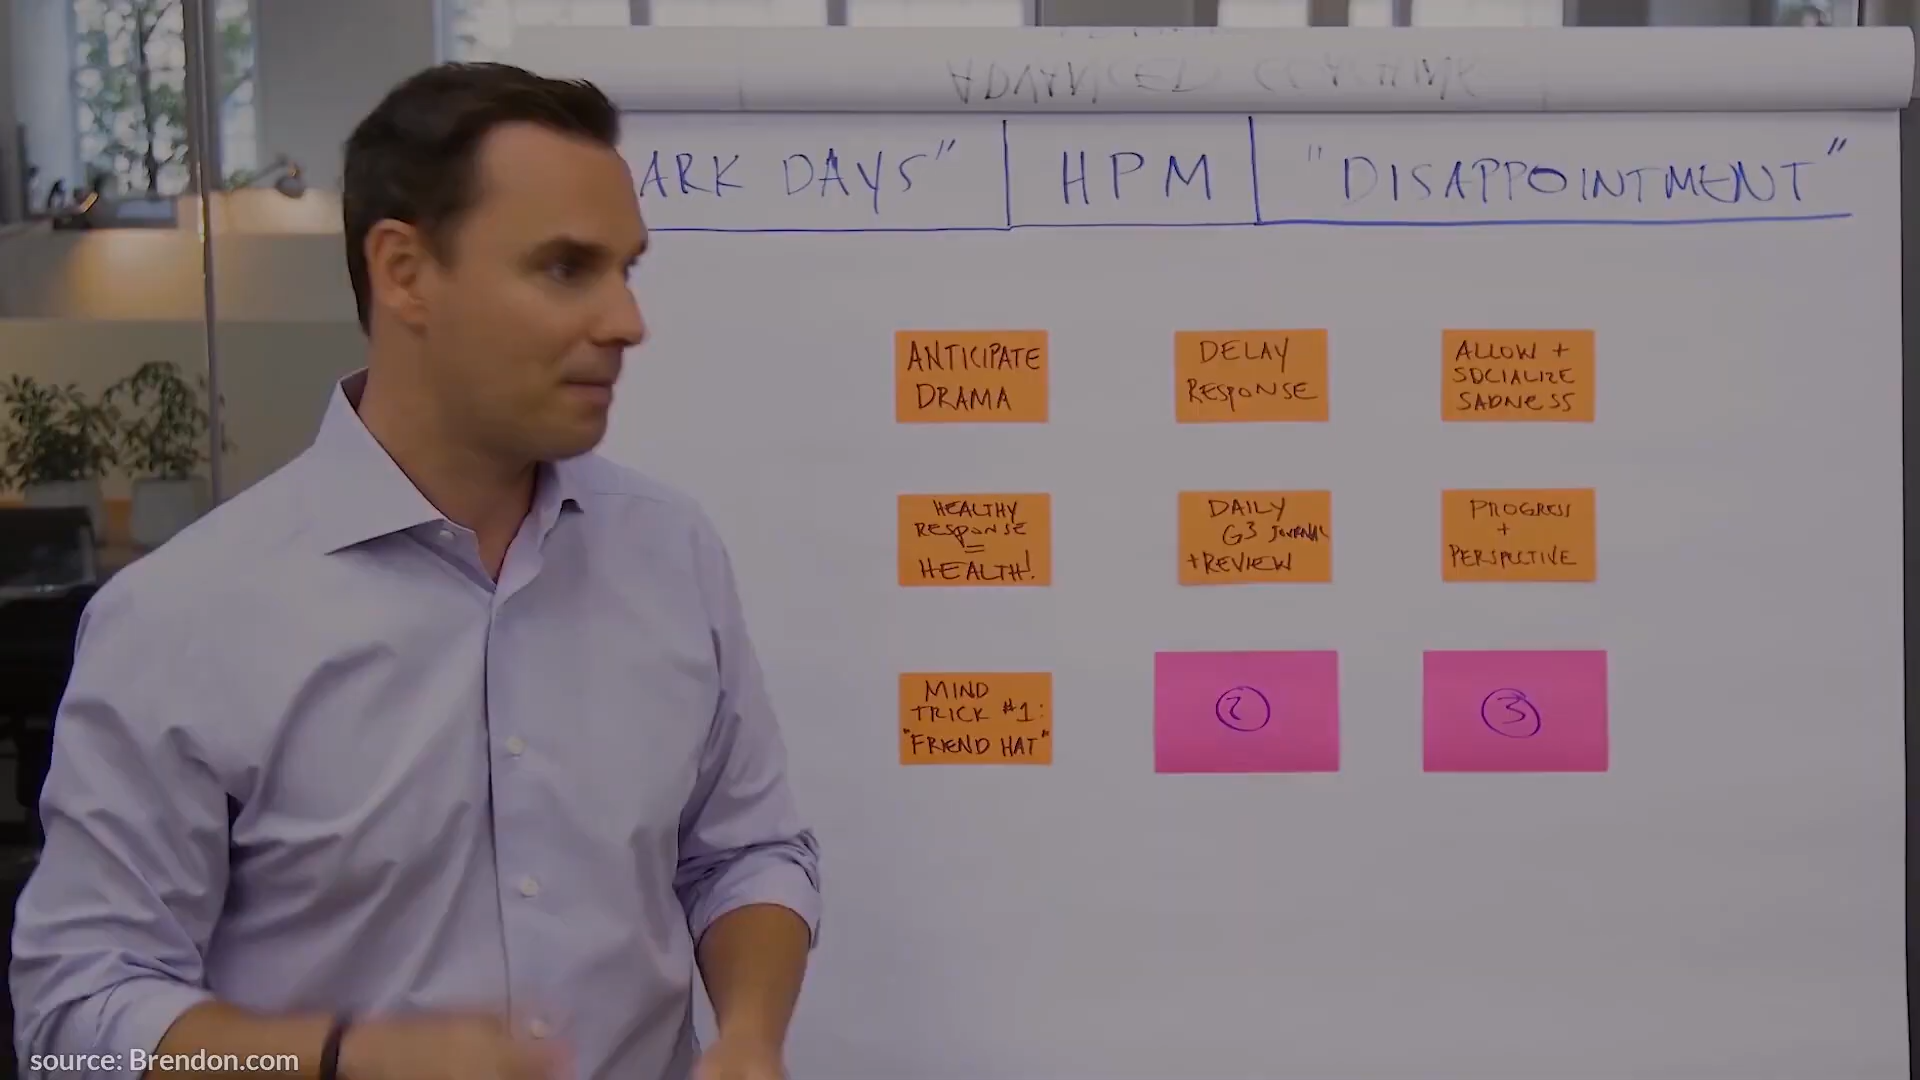 ADVANCED
ARK DAYS" | HPM | "DISAPPOINTMENT"
ANTICIPATE
DRAMA
DELAY
RESPONSE
ALLOW +
SOCIALIZE
SADNESS
HEALTHY
RESPONSE
=
HEALTH!
DAILY
G3 JOURNAL
+REVIEW
PROGRESS
+
PERSPECTIVE
MIND
TRICK #1:
"FRIEND HAT"
2
3
source: Brendon.com